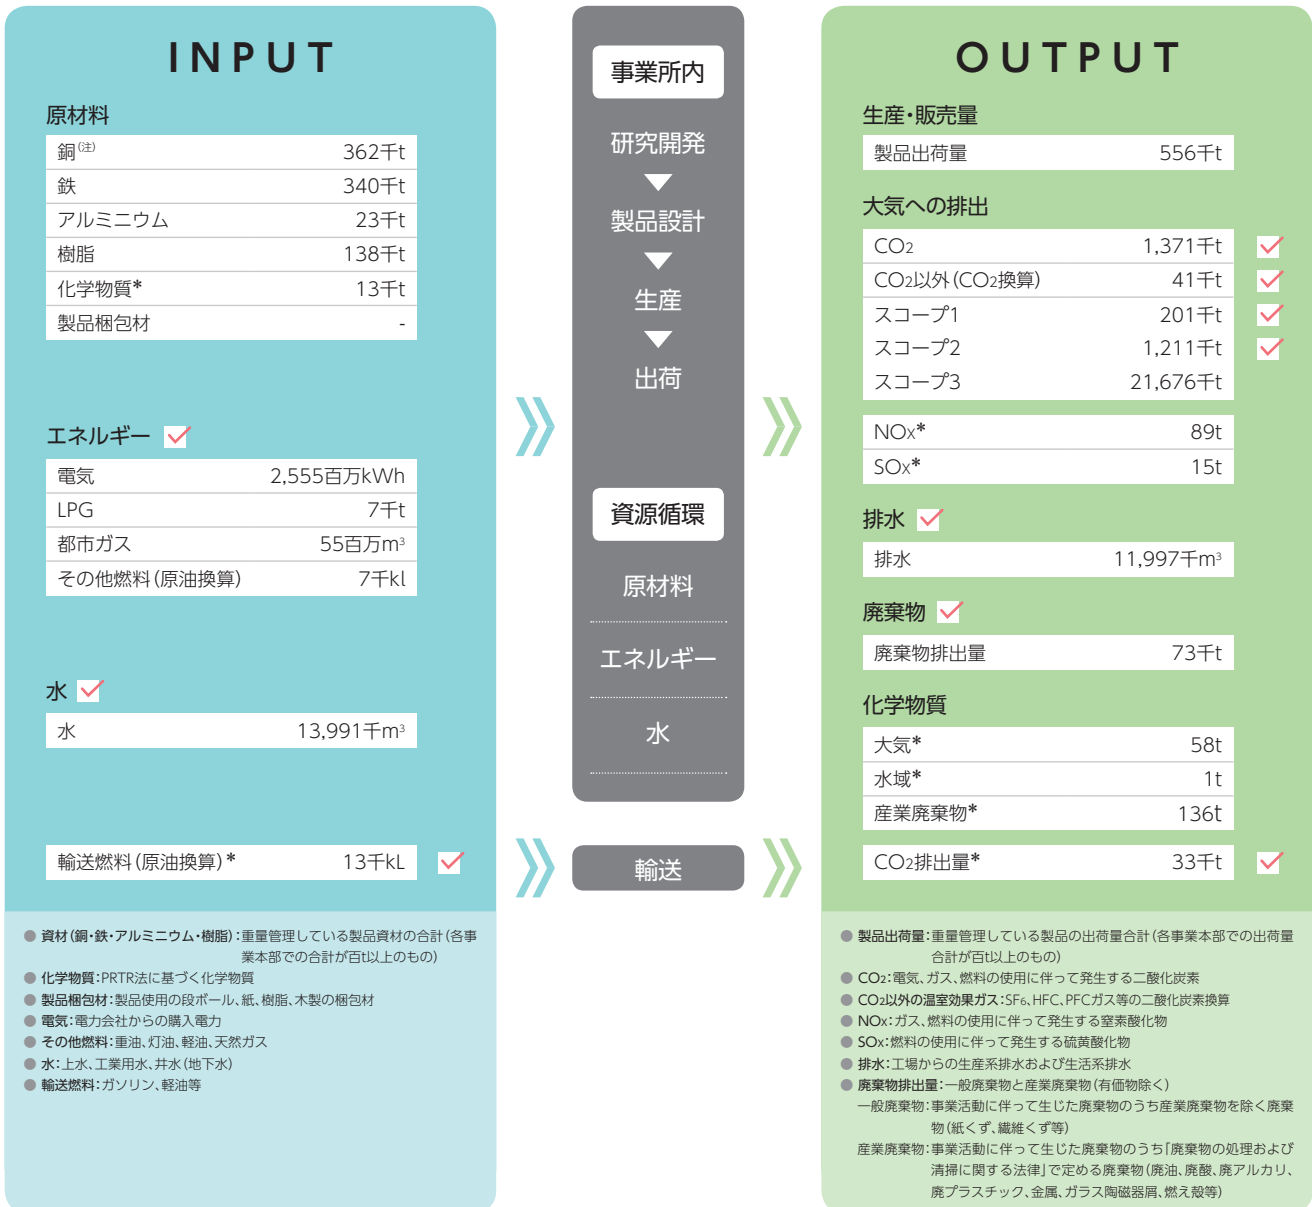 INPUT
原材料
銅(注) 362千t
鉄 340千t
アルミニウム 23千t
樹脂 138千t
化学物質* 13千t
製品梱包材 -
エネルギー
電気 2,555百万kWh
LPG 7千t
都市ガス 55百万m³
その他燃料(原油換算) 7千kl
水
水 13,991千m³
輸送燃料(原油換算)* 13千kL
● 資材(銅・鉄・アルミニウム・樹脂):重量管理している製品資材の合計(各事
業本部での合計が百t以上のもの)
● 化学物質:PRTR法に基づく化学物質
● 製品梱包材:製品使用の段ボール、紙、樹脂、木製の梱包材
● 電気:電力会社からの購入電力
● その他燃料:重油、灯油、軽油、天然ガス
● 水:上水、工業用水、井水(地下水)
● 輸送燃料:ガソリン、軽油等
事業所内
研究開発
▼
製品設計
▼
生産
▼
出荷
資源循環
原材料
エネルギー
水
輸送
OUTPUT
生産・販売量
製品出荷量 556千t
大気への排出
CO2 1,371千t
CO2以外(CO2換算) 41千t
スコープ1 201千t
スコープ2 1,211千t
スコープ3 21,676千t
NOx* 89t
SOx* 15t
排水
排水 11,997千m³
廃棄物
廃棄物排出量 73千t
化学物質
大気* 58t
水域* 1t
産業廃棄物* 136t
CO2排出量* 33千t
● 製品出荷量:重量管理している製品の出荷量合計(各事業本部での出荷量
合計が百t以上のもの)
● CO2:電気、ガス、燃料の使用に伴って発生する二酸化炭素
● CO2以外の温室効果ガス:SF6、HFC、PFCガス等の二酸化炭素換算
● NOx:ガス、燃料の使用に伴って発生する窒素酸化物
● SOx:燃料の使用に伴って発生する硫黄酸化物
● 排水:工場からの生産系排水および生活系排水
● 廃棄物排出量:一般廃棄物と産業廃棄物(有価物除く)
一般廃棄物:事業活動に伴って生じた廃棄物のうち産業廃棄物を除く廃棄
物(紙くず、繊維くず等)
産業廃棄物:事業活動に伴って生じた廃棄物のうち「廃棄物の処理および
清掃に関する法律」で定める廃棄物(廃油、廃酸、廃アルカリ、
廃プラスチック、金属、ガラス陶磁器屑、燃え殻等)